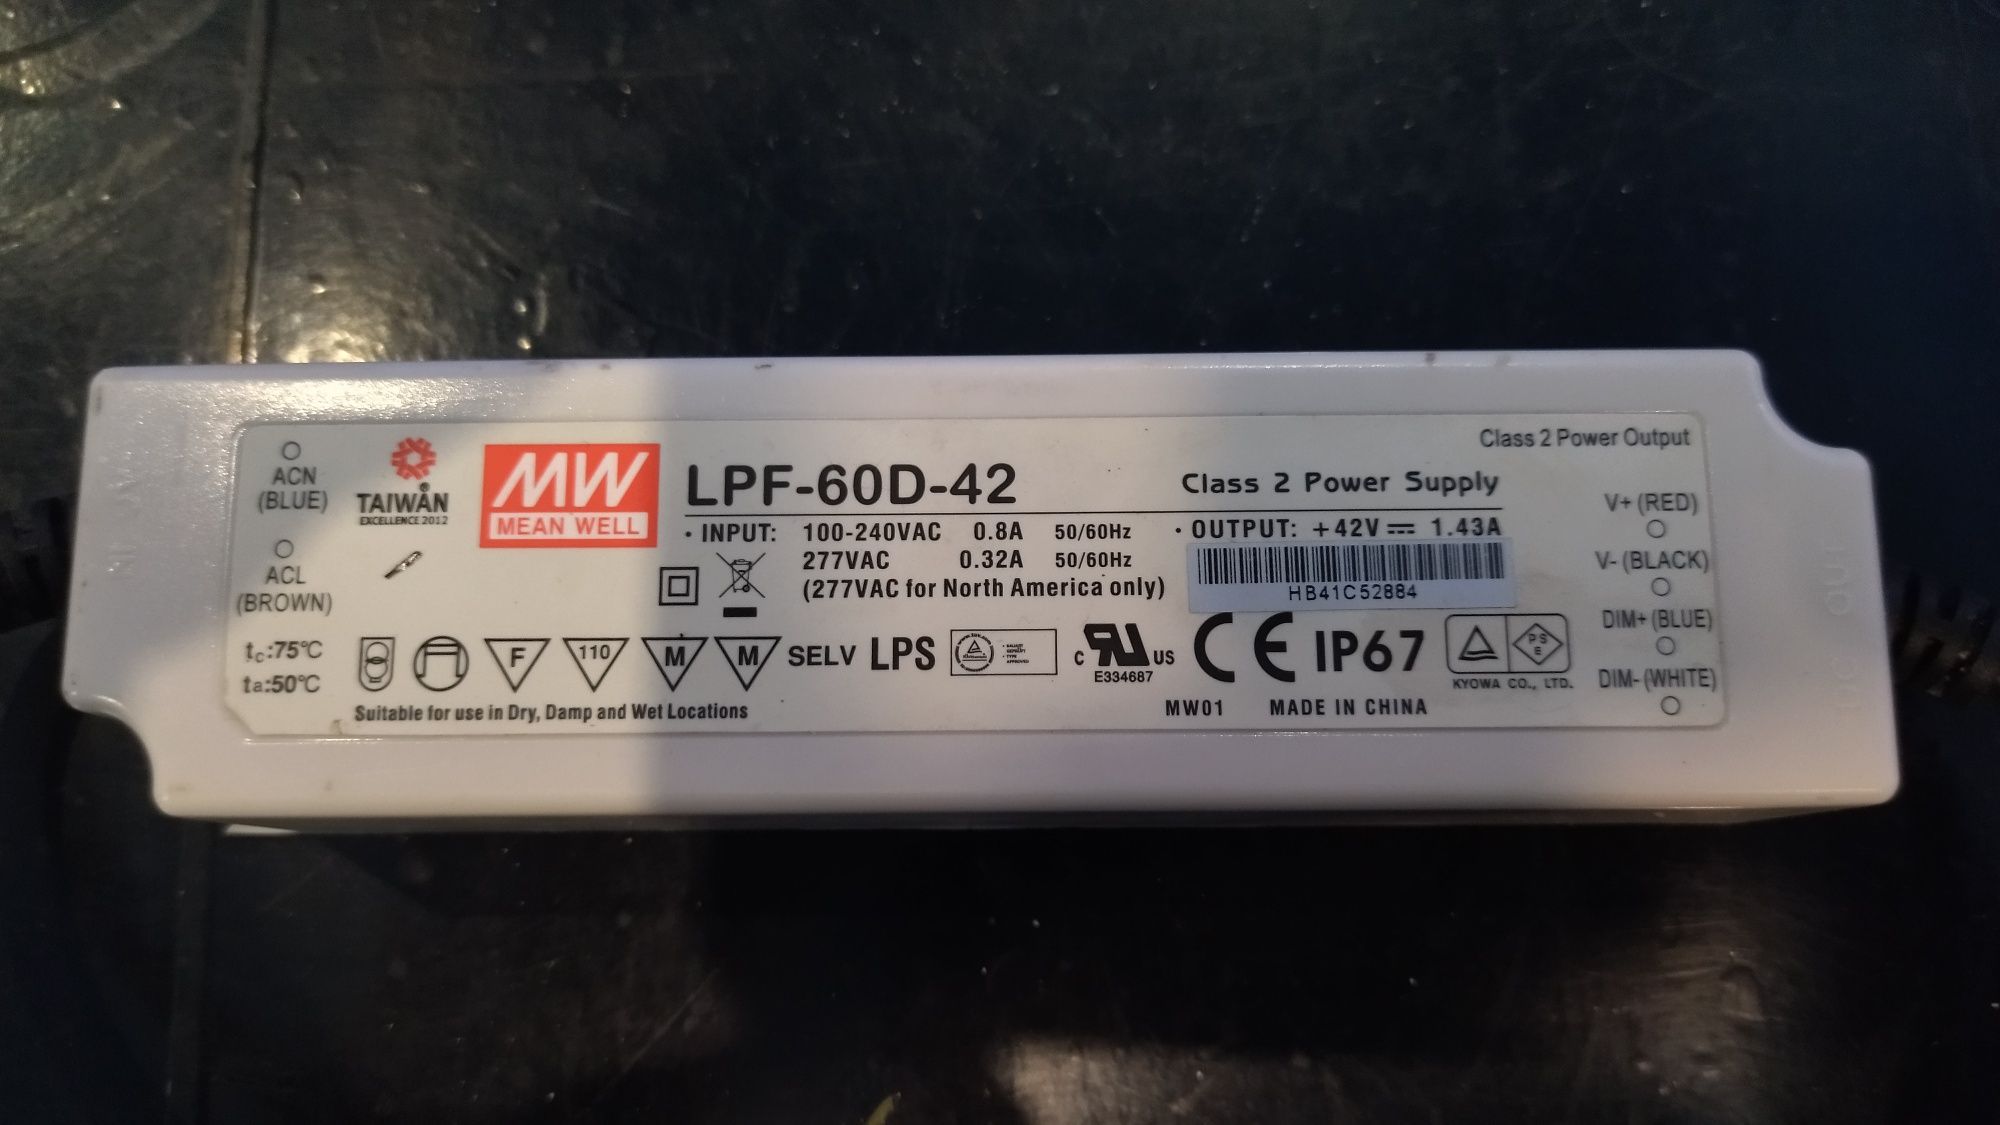 ACN
(BLUE)
ACL
(BROWN)
tc:75°C
ta:50°C
TAIWAN
®
EXCELLENCE 2012
MW
MEAN WELL
LPF-60D-42
Class 2 Power Supply
• INPUT: 100-240VAC 0.8A 50/60Hz
277VAC 0.32A 50/60Hz
(277VAC for North America only)
• OUTPUT: +42V 1.43A
HB41C52884
F
110
M
M
SELV
LPS
c RU US
E334687
CE
IP67
PS
E
KYOWA CO., LTD.
Suitable for use in Dry, Damp and Wet Locations
MW01 MADE IN CHINA
Class 2 Power Output
V+ (RED)
V- (BLACK)
DIM+ (BLUE)
DIM- (WHITE)